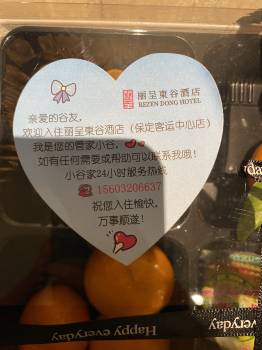 丽呈東谷酒店
REZEN DONG HOTEL
亲爱的谷友，
欢迎入住丽呈東谷酒店（保定客运中心店）
我是您的管家小谷，
如有任何需要或帮助可以联系我哦！
小谷家24小时服务热线
15603206637
祝您入住愉快，
万事顺遂！
Happy everyday